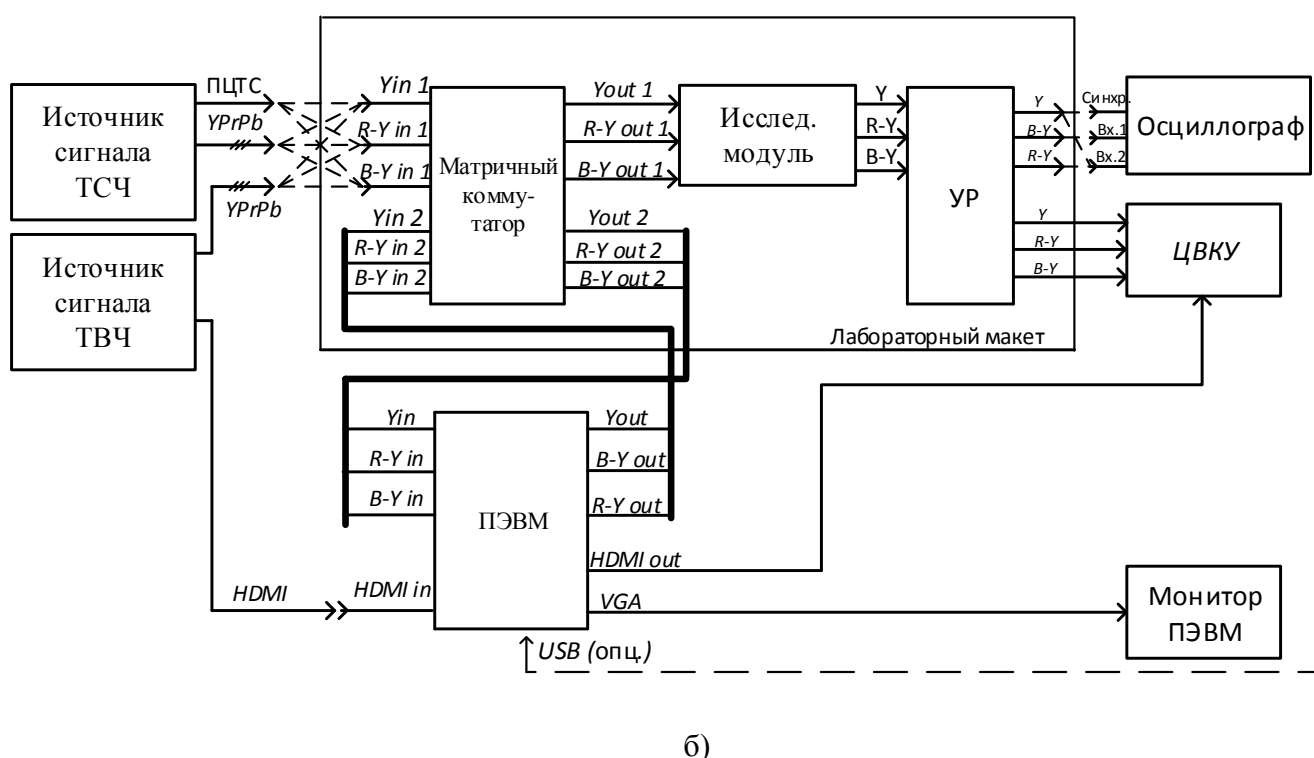 Источник
сигнала
ТСЧ
ПЦТС
YPrPb
YPrPb
Источник
сигнала
ТВЧ
Yin 1
R-Y in 1
B-Y in 1
Yin 2
R-Y in 2
B-Y in 2
Матричный
комму-
татор
Yout 1
R-Y out 1
B-Y out 1
Yout 2
R-Y out 2
B-Y out 2
Исслед.
модуль
Y
R-Y
B-Y
УР
Y
B-Y
R-Y
Y
R-Y
B-Y
Синхр.
Вх.1
Вх.2
Осциллограф
ЦВКУ
Лабораторный макет
Yin
R-Y in
B-Y in
HDMI
HDMI in
ПЭВМ
Yout
B-Y out
R-Y out
HDMI out
VGA
USB (опц.)
Монитор
ПЭВМ
б)